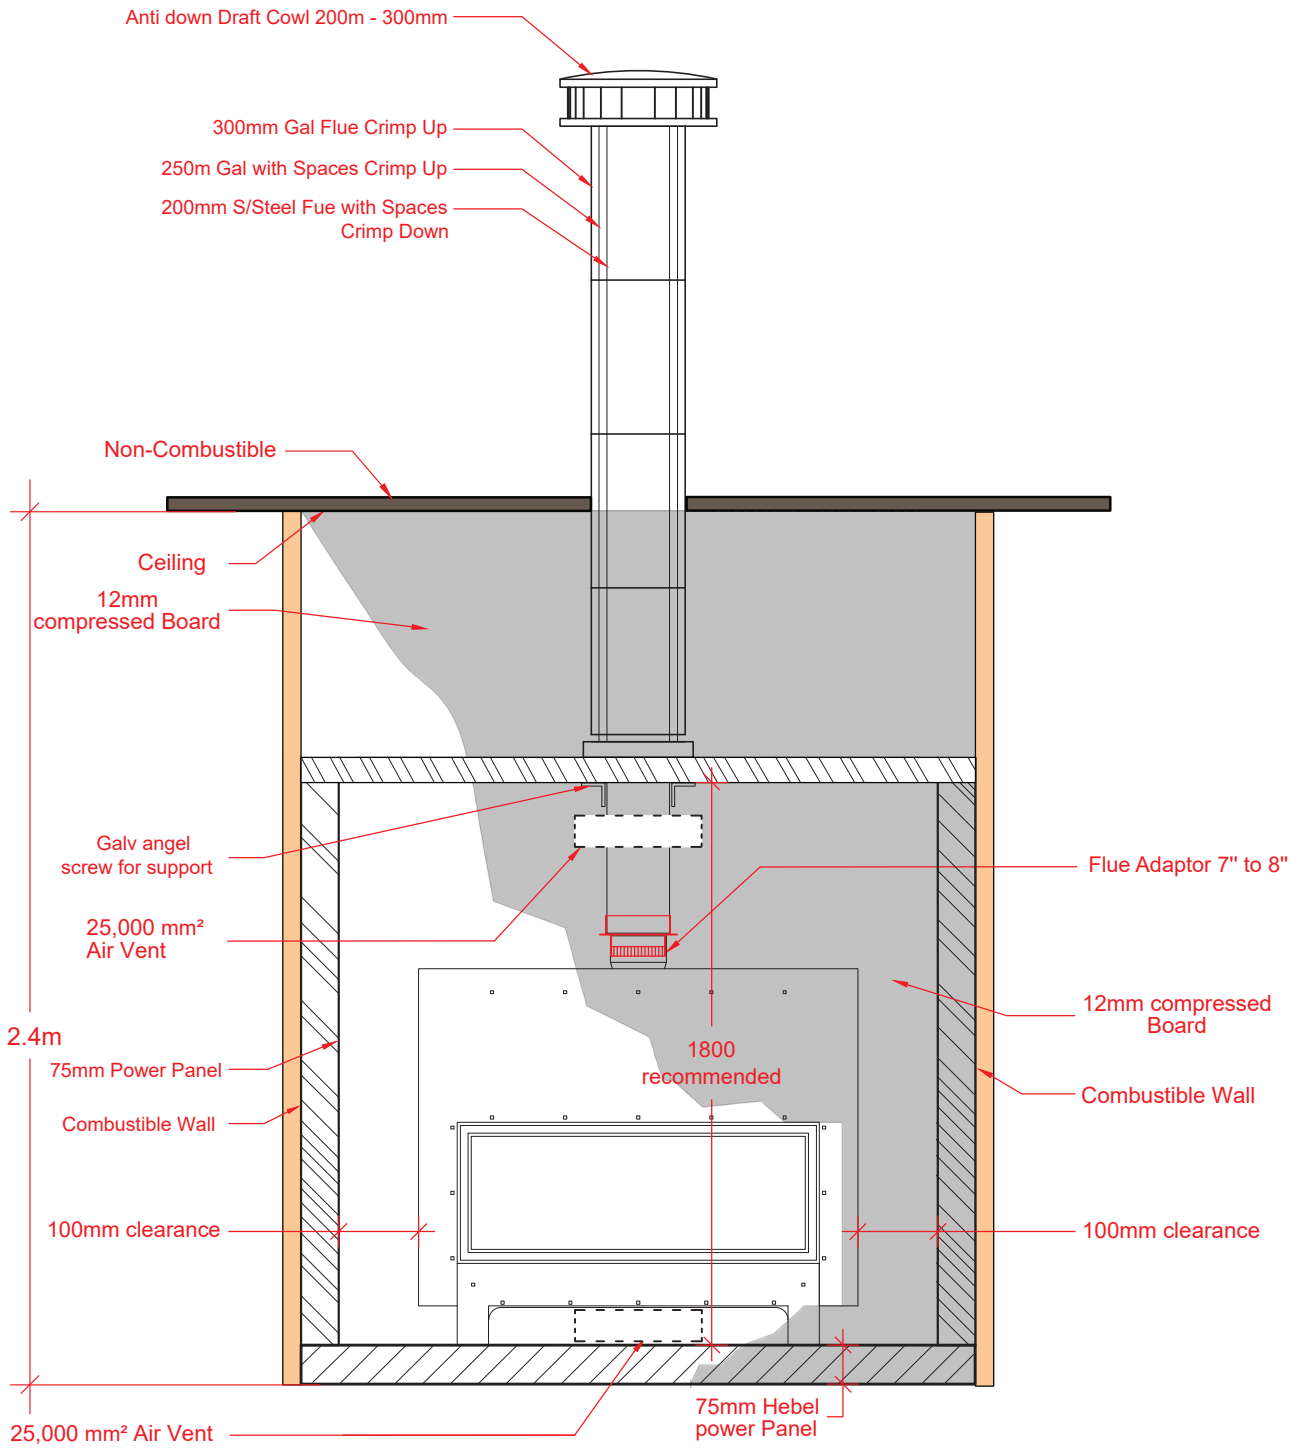 Anti down Draft Cowl 200m - 300mm
300mm Gal Flue Crimp Up
250m Gal with Spaces Crimp Up
200mm S/Steel Fue with Spaces
Crimp Down
Non-Combustible
Ceiling
12mm
compressed Board
Galv angel
screw for support
Flue Adaptor 7" to 8"
25,000 mm²
Air Vent
12mm compressed
Board
2.4m
1800
recommended
75mm Power Panel
Combustible Wall
Combustible Wall
100mm clearance
100mm clearance
75mm Hebel
power Panel
25,000 mm² Air Vent